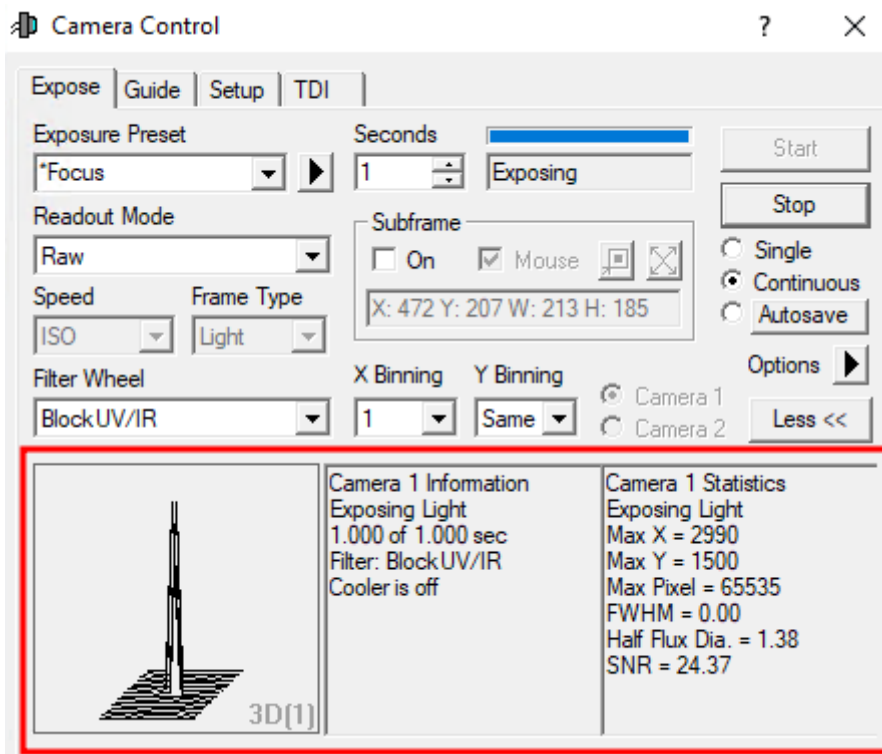 Camera Control
?
Expose Guide Setup TDI
Exposure Preset
*Focus
Seconds
1
Exposing
Start
Stop
Readout Mode
Raw
Subframe
On Mouse
X: 472 Y: 207 W: 213 H: 185
Single
Continuous
Autosave
Speed
ISO
Frame Type
Light
Filter Wheel
BlockUV/IR
X Binning
1
Y Binning
Same
Camera 1
Camera 2
Options
Less <<
3D(1)
Camera 1 Information
Exposing Light
1.000 of 1.000 sec
Filter: BlockUV/IR
Cooler is off
Camera 1 Statistics
Exposing Light
Max X = 2990
Max Y = 1500
Max Pixel = 65535
FWHM = 0.00
Half Flux Dia. = 1.38
SNR = 24.37